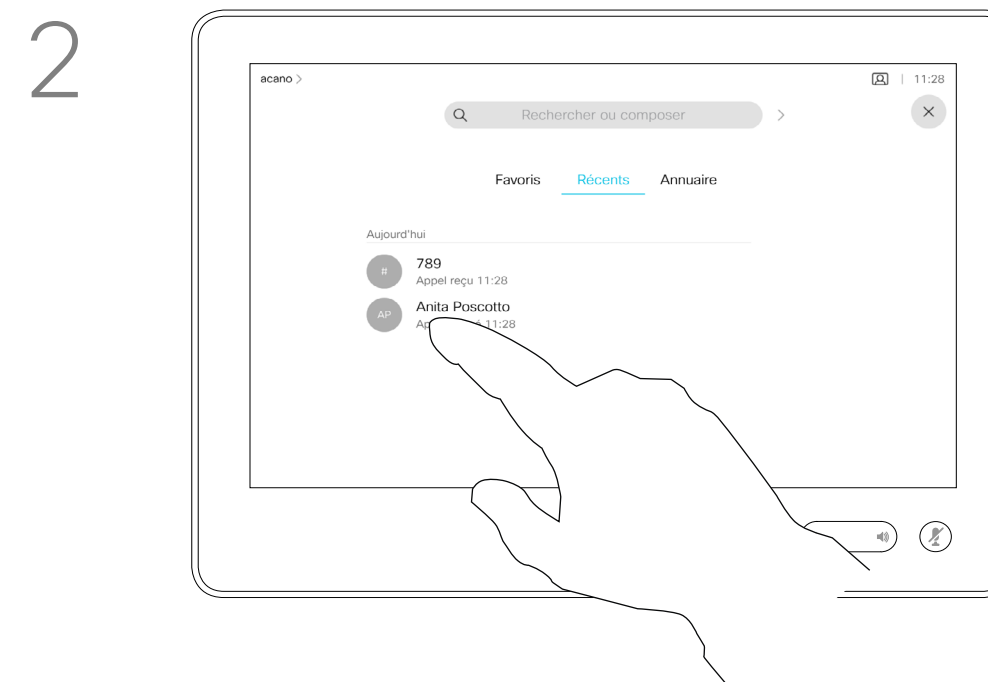 2
acano >
11:28
Rechercher ou composer
Favoris Récents Annuaire
Aujourd'hui
#
789
Appel reçu 11:28
AP
Anita Poscotto
11:28